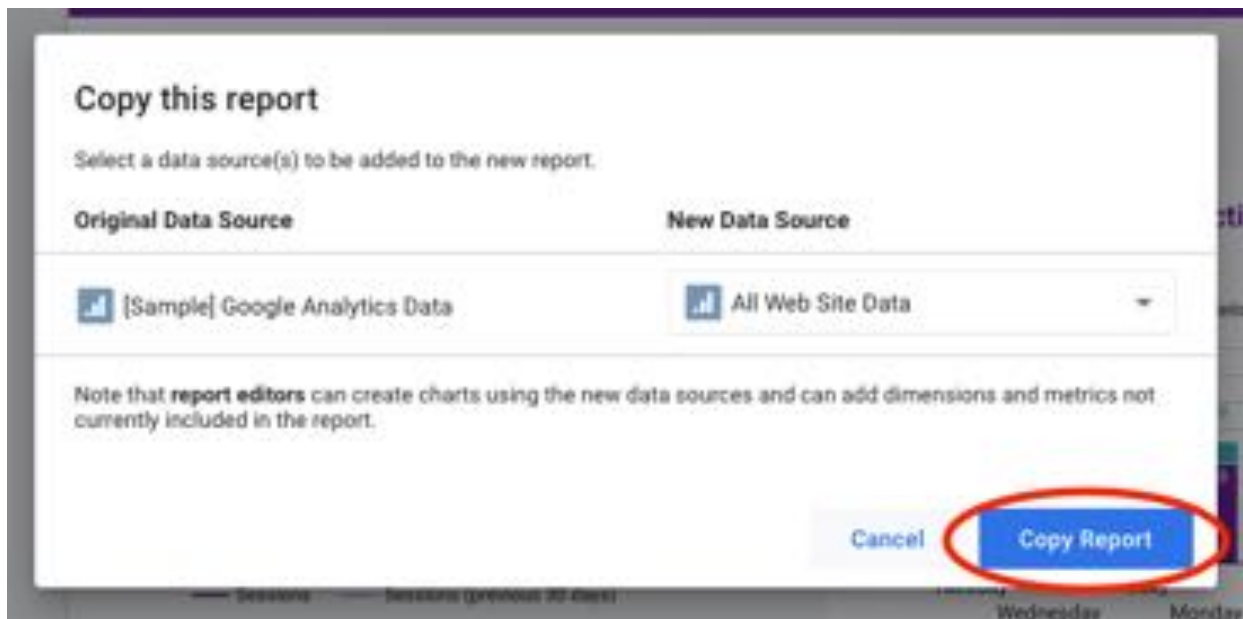 Copy this report
Select a data source(s) to be added to the new report.
Original Data Source New Data Source
[Sample] Google Analytics Data All Web Site Data
Note that report editors can create charts using the new data sources and can add dimensions and metrics not
currently included in the report.
Cancel Copy Report
Sessions Sessions (previous 30 days)
Wednesday Monday